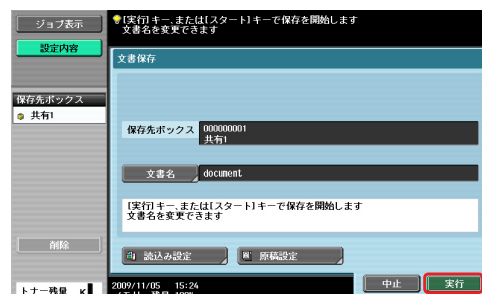 ジョブ表示
設定内容
[実行]キー、または[スタート]キーで保存を開始します
文書名を変更できます
文書保存
保存先ボックス
共有1
保存先ボックス 000000001
共有1
文書名 document
[実行]キー、または[スタート]キーで保存を開始します
文書名を変更できます
削除
読込み設定
原稿設定
トナー残量 K
2009/11/05 15:24
中止
実行